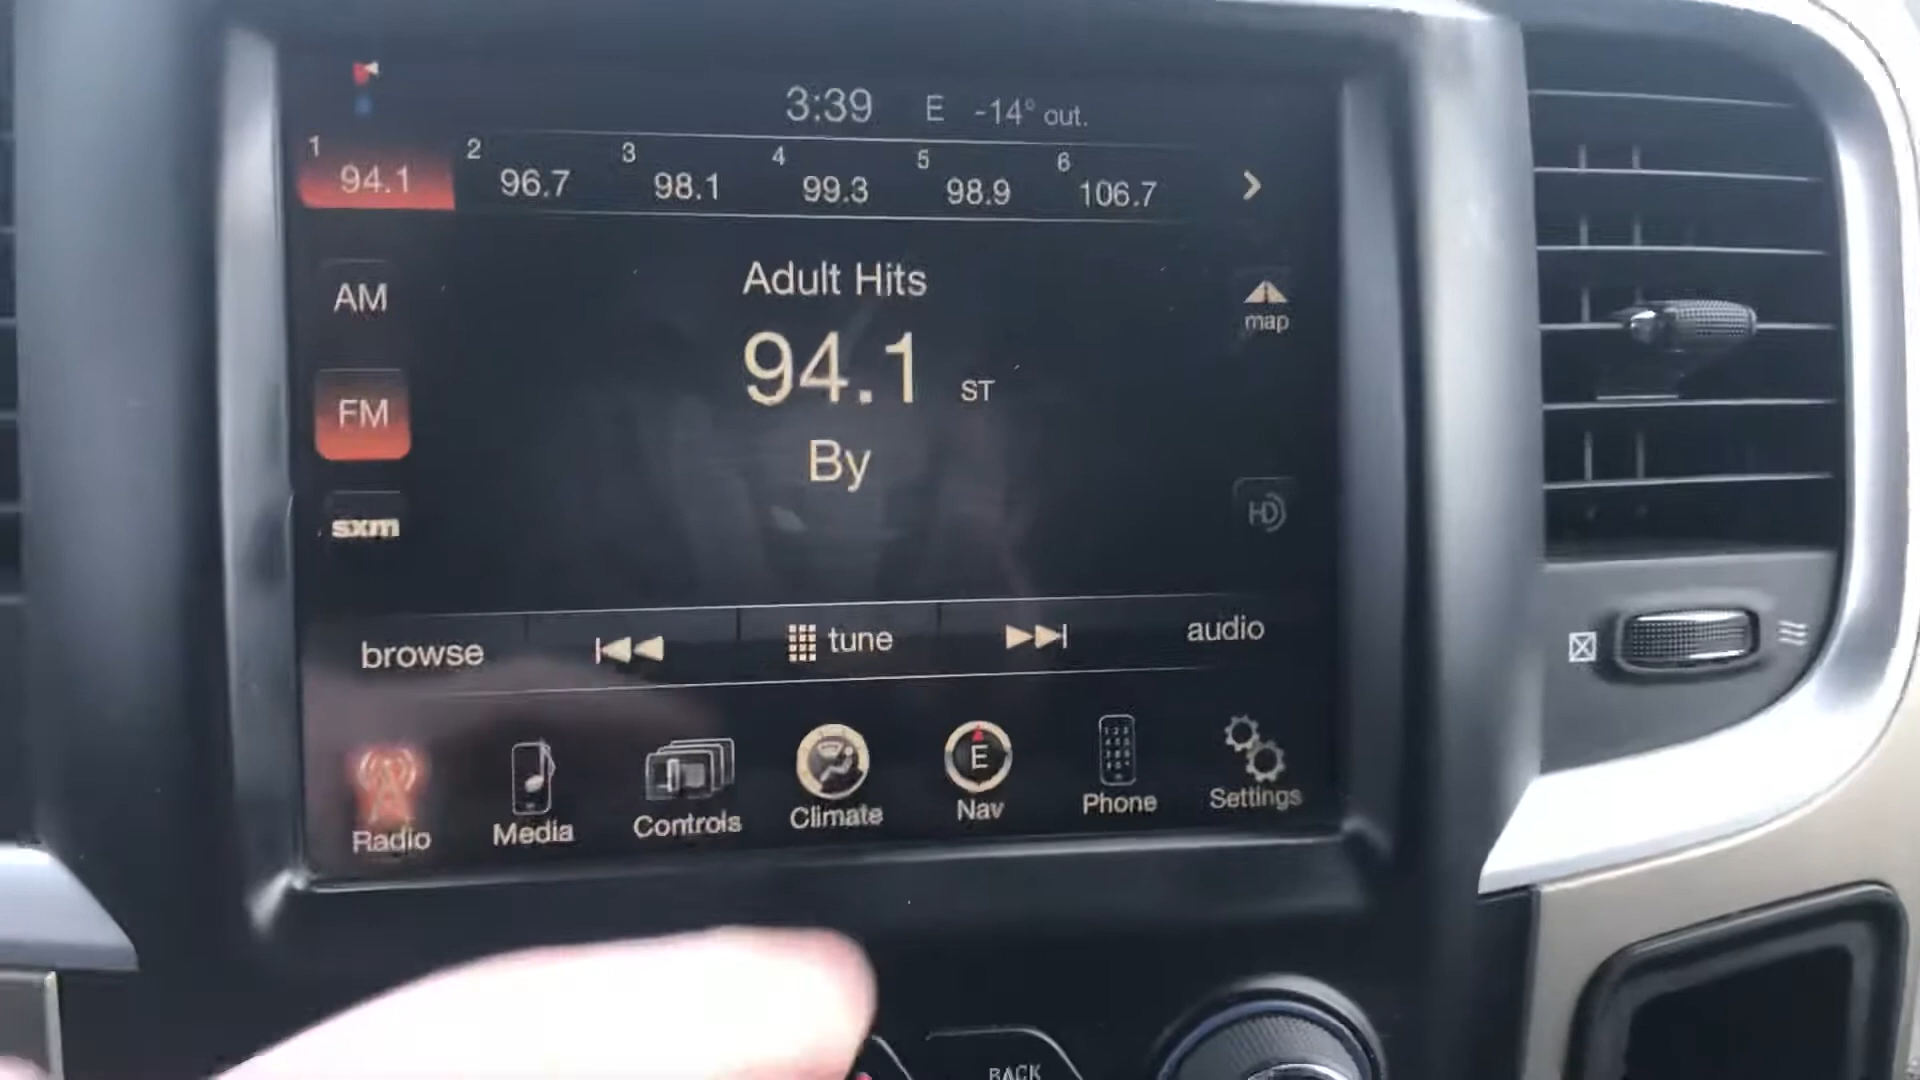 3:39 E -14° out.
1 2 3 4 5 6
94.1 96.7 98.1 99.3 98.9 106.7
AM
Adult Hits
map
94.1 ST
FM
By
HD
sxm
browse tune audio
E
Radio Media Controls Climate Nav Phone Settings
BACK